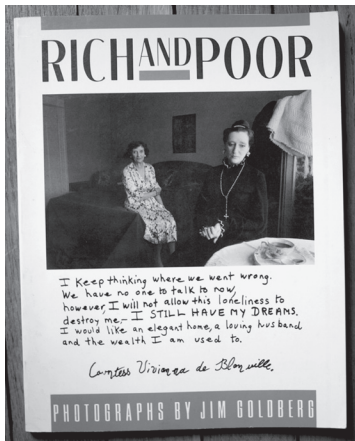 RICH AND POOR
I Keep thinking where we went wrong.
We have no one to talk to now,
however, I will not allow this loneliness to
destroy me,— I STILL HAVE MY DREAMS.
I would like an elegant home, a loving husband
and the wealth I am used to.
Countess Vivianna de Blonville.
PHOTOGRAPHS BY JIM GOLDBERG